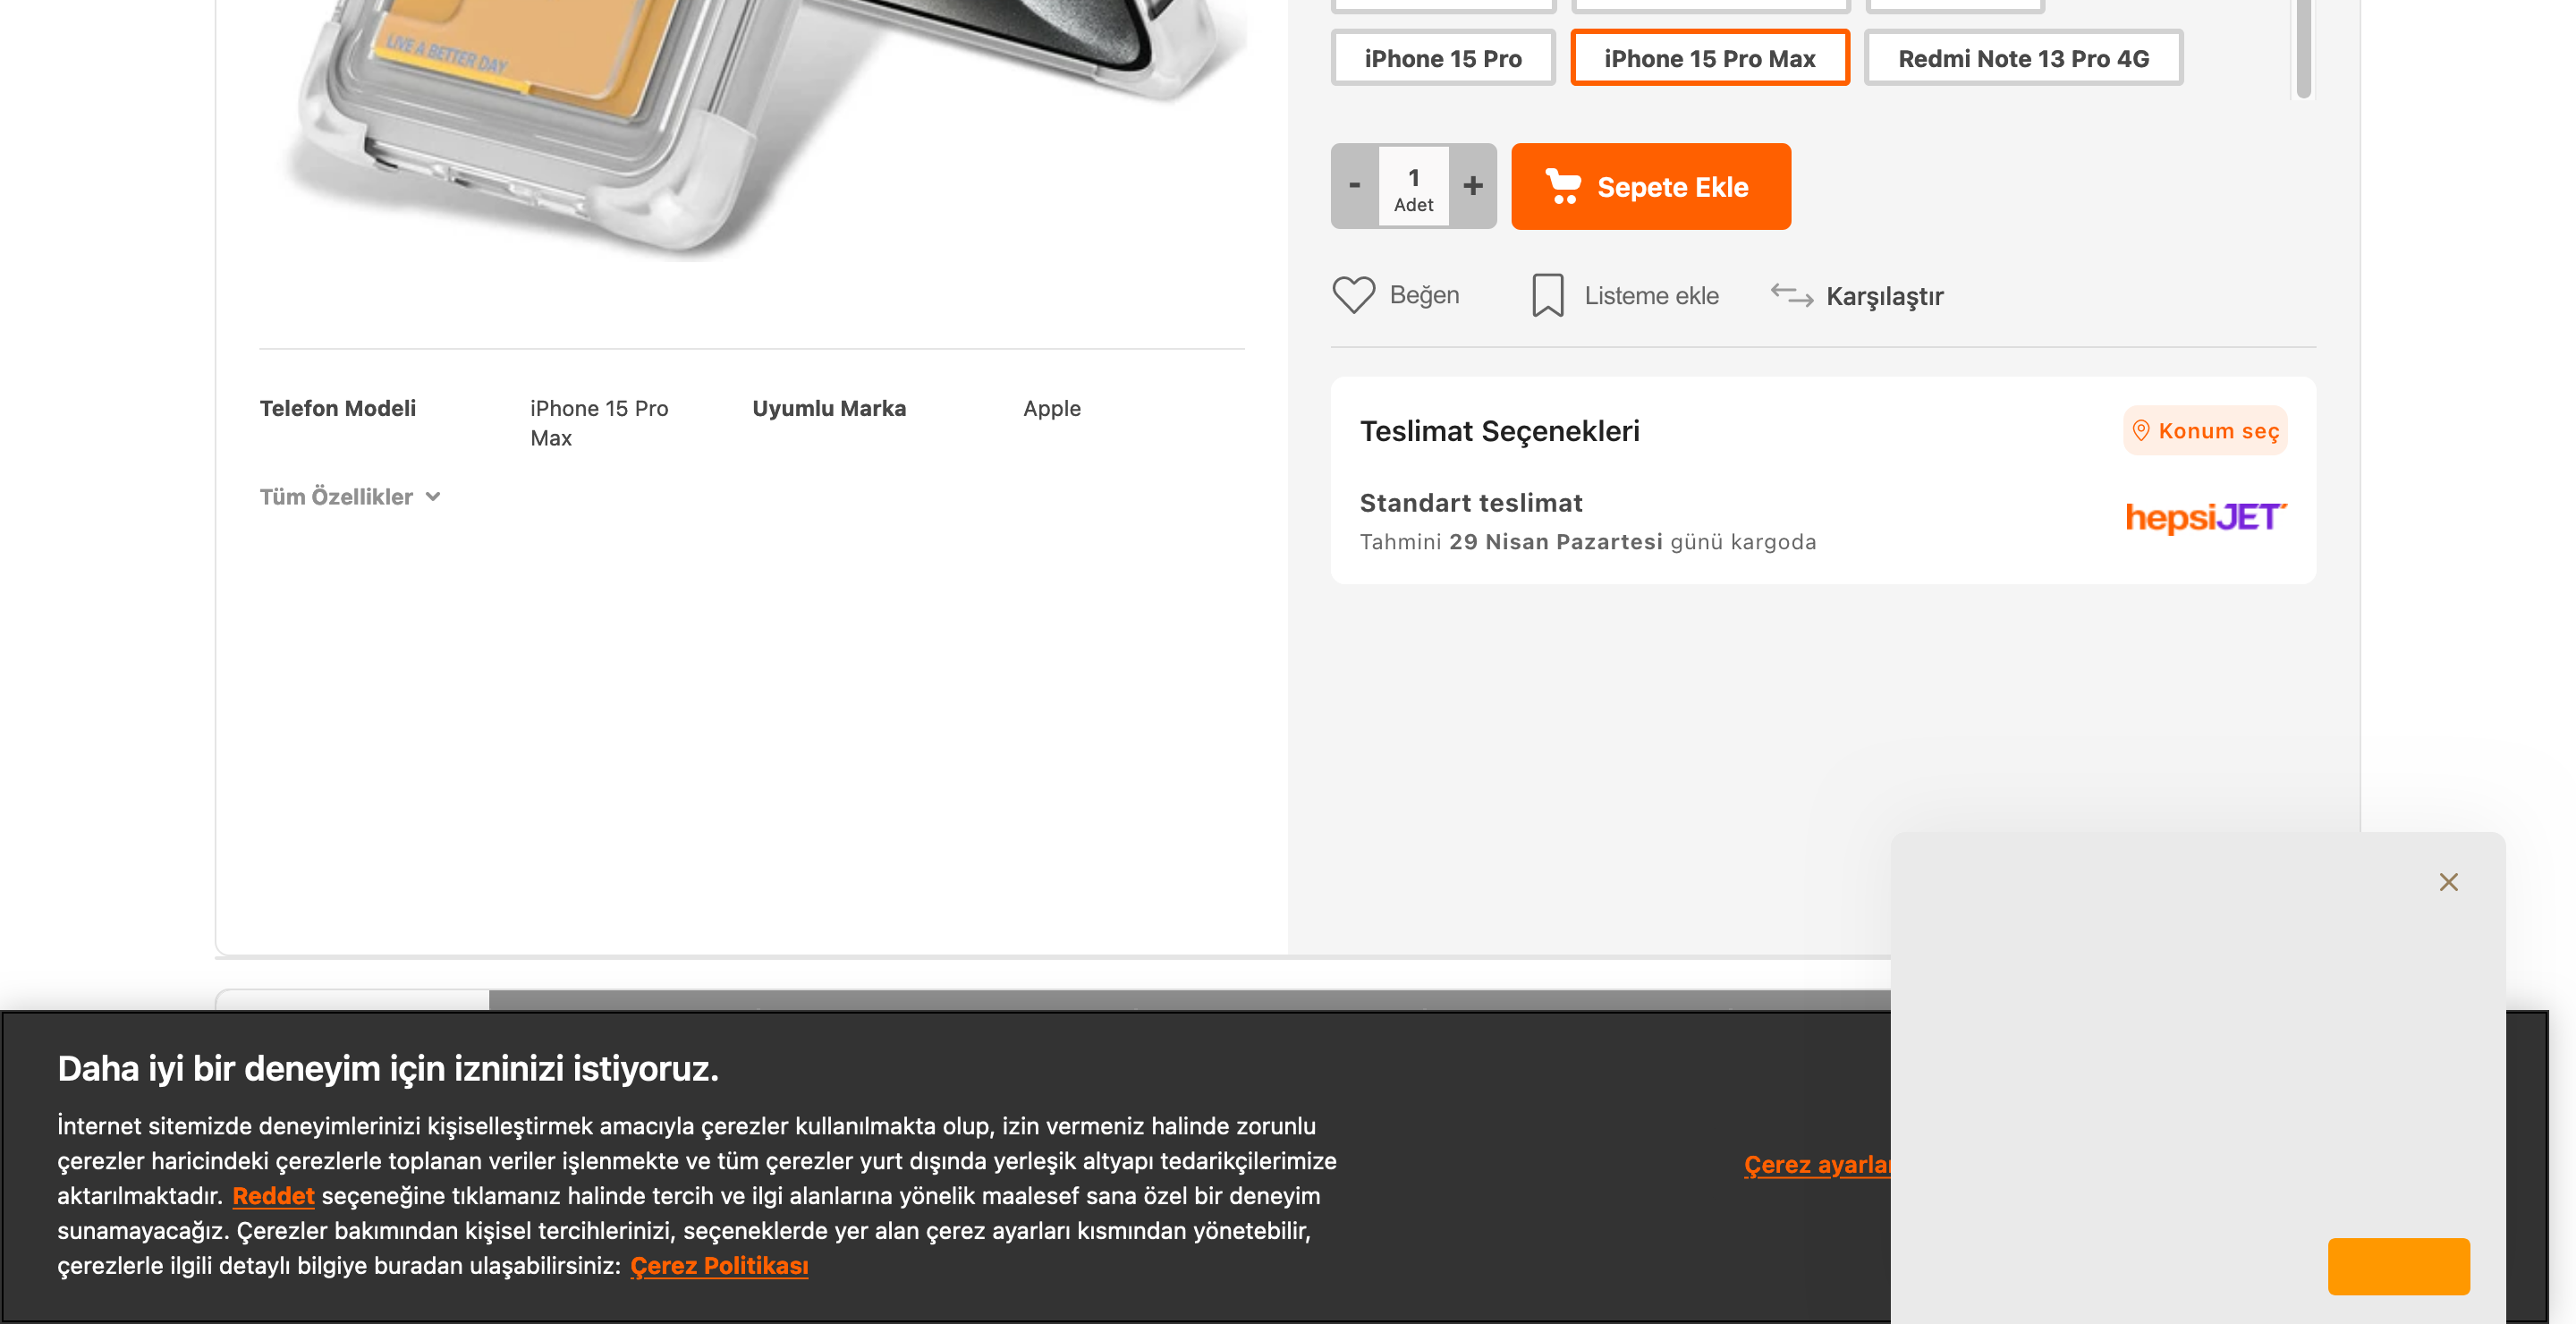 LIVE A BETTER DAY
iPhone 15 Pro
iPhone 15 Pro Max
Redmi Note 13 Pro 4G
-
1
Adet
+
Sepete Ekle
Beğen
Listeme ekle
Karşılaştır
Telefon Modeli
iPhone 15 Pro
Max
Uyumlu Marka
Apple
Tüm Özellikler
Teslimat Seçenekleri
Konum seç
Standart teslimat
Tahmini 29 Nisan Pazartesi günü kargoda
hepsiJET
Daha iyi bir deneyim için izninizi istiyoruz.
İnternet sitemizde deneyimlerinizi kişiselleştirmek amacıyla çerezler kullanılmakta olup, izin vermeniz halinde zorunlu
çerezler haricindeki çerezlerle toplanan veriler işlenmekte ve tüm çerezler yurt dışında yerleşik altyapı tedarikçilerimize
aktarılmaktadır. Reddet seçeneğine tıklamanız halinde tercih ve ilgi alanlarına yönelik maalesef sana özel bir deneyim
sunamayacağız. Çerezler bakımından kişisel tercihlerinizi, seçeneklerde yer alan çerez ayarları kısmından yönetebilir,
çerezlerle ilgili detaylı bilgiye buradan ulaşabilirsiniz: Çerez Politikası
Çerez ayarlar